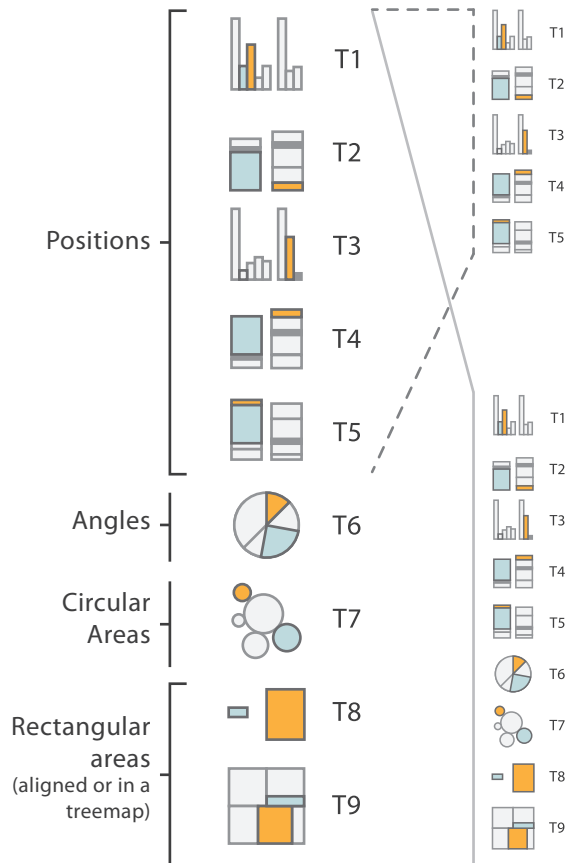 T1
T2
Positions
T3
T4
T5
Angles
T6
Circular
Areas
T7
Rectangular
areas
(aligned or in a
treemap)
T8
T9
T1
T2
T3
T4
T5
T1
T2
T3
T4
T5
T6
T7
T8
T9